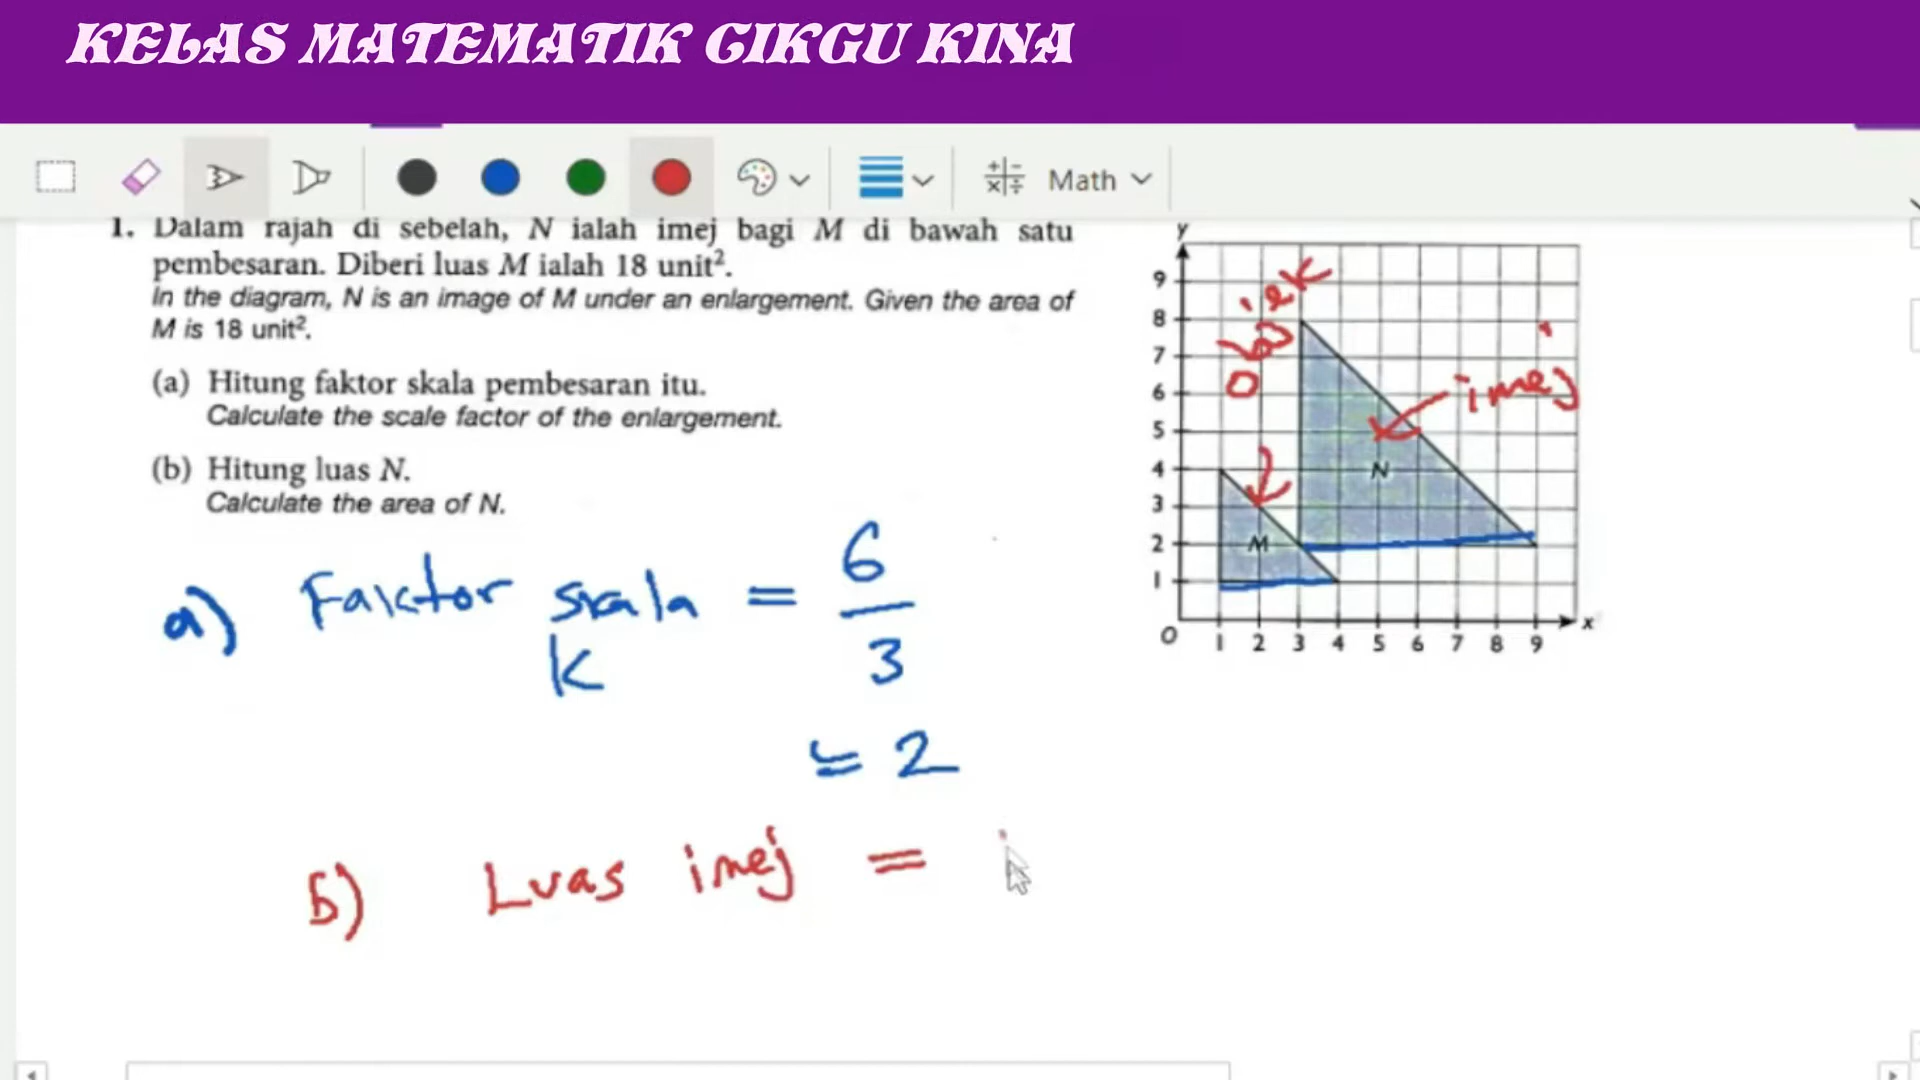 KELAS MATEMATIK CIKGU KINA
Math
1. Dalam rajah di sebelah, N ialah imej bagi M di bawah satu
pembesaran. Diberi luas M ialah 18 unit².
In the diagram, N is an image of M under an enlargement. Given the area of
M is 18 unit².
(a) Hitung faktor skala pembesaran itu.
Calculate the scale factor of the enlargement.
(b) Hitung luas N.
Calculate the area of N.
a) Faktor skala = 6
k 3
= 2
b) Luas imej =
y
9
8
7
6
5
4
3
2
1
O 1 2 3 4 5 6 7 8 9 x
objek
imej
N
M